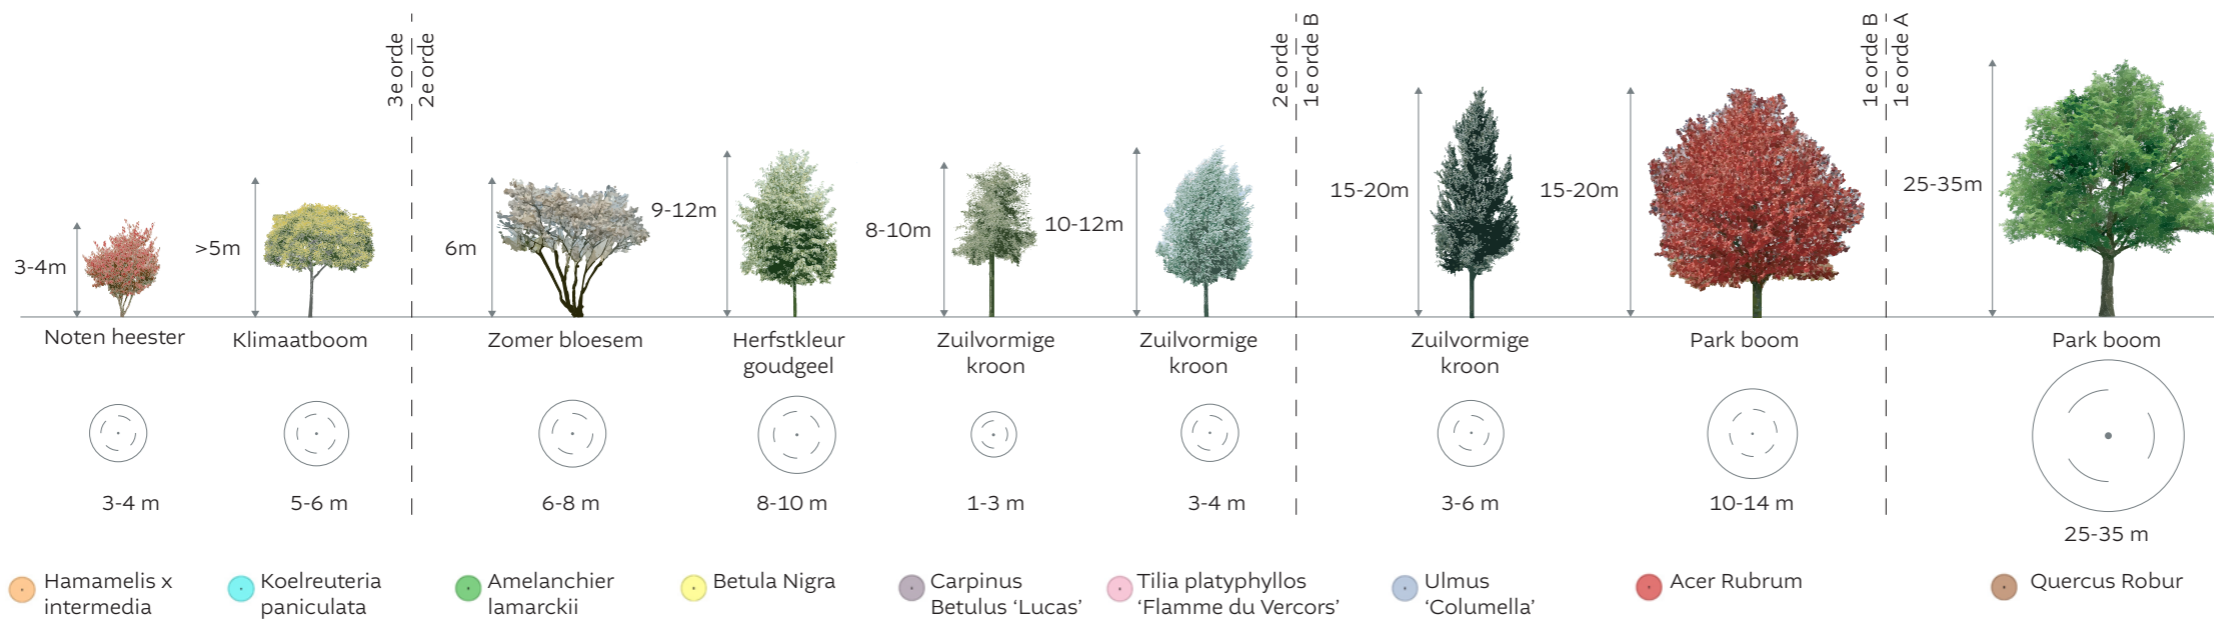 3e orde
2e orde
2e orde
1e orde B
1e orde B
1e orde A
3-4m
>5m
6m
9-12m
8-10m
10-12m
15-20m
15-20m
25-35m
Noten heester
Klimaatboom
Zomer bloesem
Herfstkleur
goudgeel
Zuilvormige
kroon
Zuilvormige
kroon
Zuilvormige
kroon
Park boom
Park boom
3-4 m
5-6 m
6-8 m
8-10 m
1-3 m
3-4 m
3-6 m
10-14 m
25-35 m
Hamamelis x
intermedia
Koelreuteria
paniculata
Amelanchier
lamarckii
Betula Nigra
Carpinus
Betulus ‘Lucas’
Tilia platyphyllos
‘Flamme du Vercors’
Ulmus
‘Columella’
Acer Rubrum
Quercus Robur